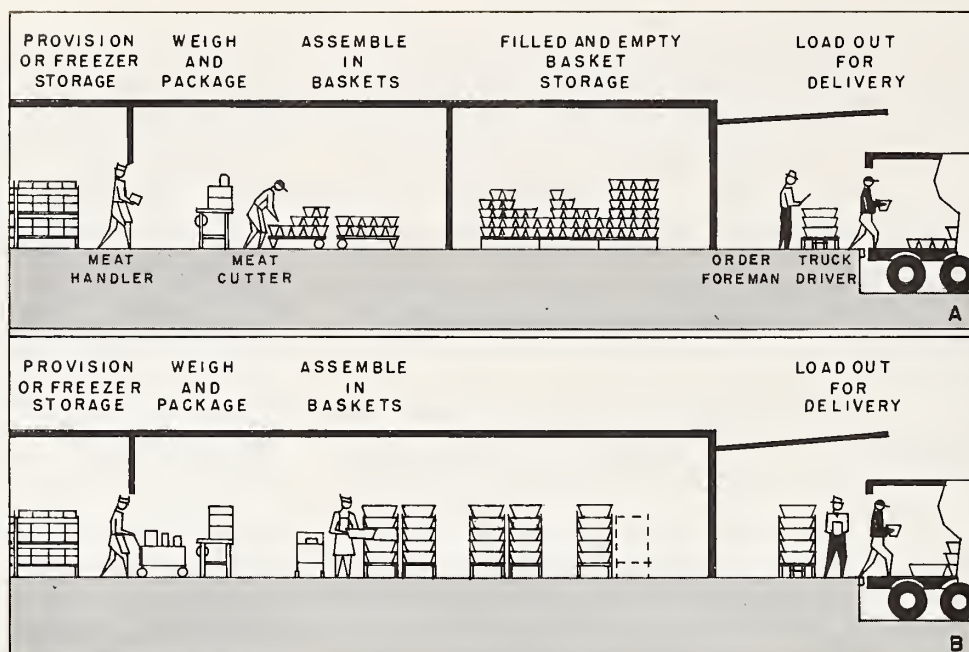 PROVISION
OR FREEZER
STORAGE
WEIGH
AND
PACKAGE
ASSEMBLE
IN
BASKETS
FILLED AND EMPTY
BASKET
STORAGE
LOAD OUT
FOR
DELIVERY
MEAT
HANDLER
MEAT
CUTTER
ORDER
FOREMAN
TRUCK
DRIVER
A
PROVISION
OR FREEZER
STORAGE
WEIGH
AND
PACKAGE
ASSEMBLE
IN
BASKETS
LOAD OUT
FOR
DELIVERY
B